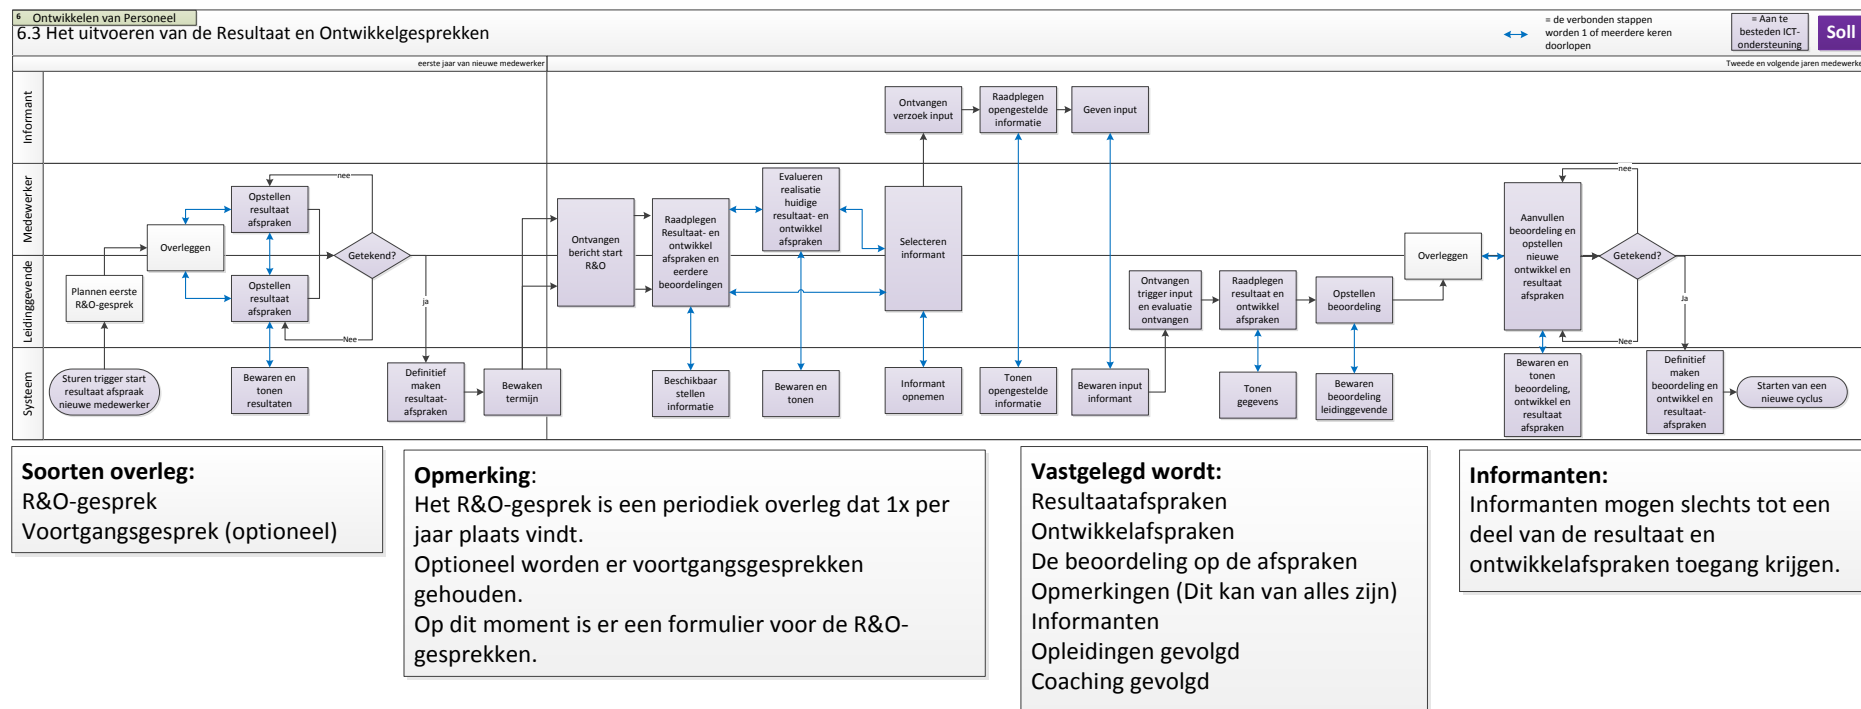 6 Ontwikkelen van Personeel
6.3 Het uitvoeren van de Resultaat en Ontwikkelgesprekken
= de verbonden stappen
worden 1 of meerdere keren
doorlopen
= Aan te
besteden ICT-
ondersteuning
Soll
eerste jaar van nieuwe medewerker
Tweede en volgende jaren medewerke
Informant
Ontvangen
verzoek input
Raadplegen
opengestelde
informatie
Geven input
Medewerker
Opstellen
resultaat
afspraken
nee
Overleggen
Getekend?
Ontvangen
bericht start
R&O
Raadplegen
Resultaat- en
ontwikkel
afspraken en
eerdere
beoordelingen
Evalueren
realisatie
huidige
resultaat- en
ontwikkel
afspraken
Selecteren
informant
Overleggen
Aanvullen
beoordeling en
opstellen
nieuwe
ontwikkel en
resultaat
afspraken
nee
Getekend?
Leidinggevende
Plannen eerste
R&O-gesprek
Opstellen
resultaat
afspraken
Nee
ja
Ontvangen
trigger input
en evaluatie
ontvangen
Raadplegen
resultaat en
ontwikkel
afspraken
Opstellen
beoordeling
Nee
Ja
Systeem
Sturen trigger start
resultaat afspraak
nieuwe medewerker
Bewaren en
tonen
resultaten
Definitief
maken
resultaat-
afspraken
Bewaken
termijn
Beschikbaar
stellen
informatie
Bewaren en
tonen
Informant
opnemen
Tonen
opengestelde
informatie
Bewaren input
informant
Tonen
gegevens
Bewaren
beoordeling
leidinggevende
Bewaren en
tonen
beoordeling,
ontwikkel en
resultaat
afspraken
Definitief
maken
beoordeling en
ontwikkel en
resultaat-
afspraken
Starten van een
nieuwe cyclus
Soorten overleg:
R&O-gesprek
Voortgangsgesprek (optioneel)
Opmerking:
Het R&O-gesprek is een periodiek overleg dat 1x per
jaar plaats vindt.
Optioneel worden er voortgangsgesprekken
gehouden.
Op dit moment is er een formulier voor de R&O-
gesprekken.
Vastgelegd wordt:
Resultaatafspraken
Ontwikkelafspraken
De beoordeling op de afspraken
Opmerkingen (Dit kan van alles zijn)
Informanten
Opleidingen gevolgd
Coaching gevolgd
Informanten:
Informanten mogen slechts tot een
deel van de resultaat en
ontwikkelafspraken toegang krijgen.